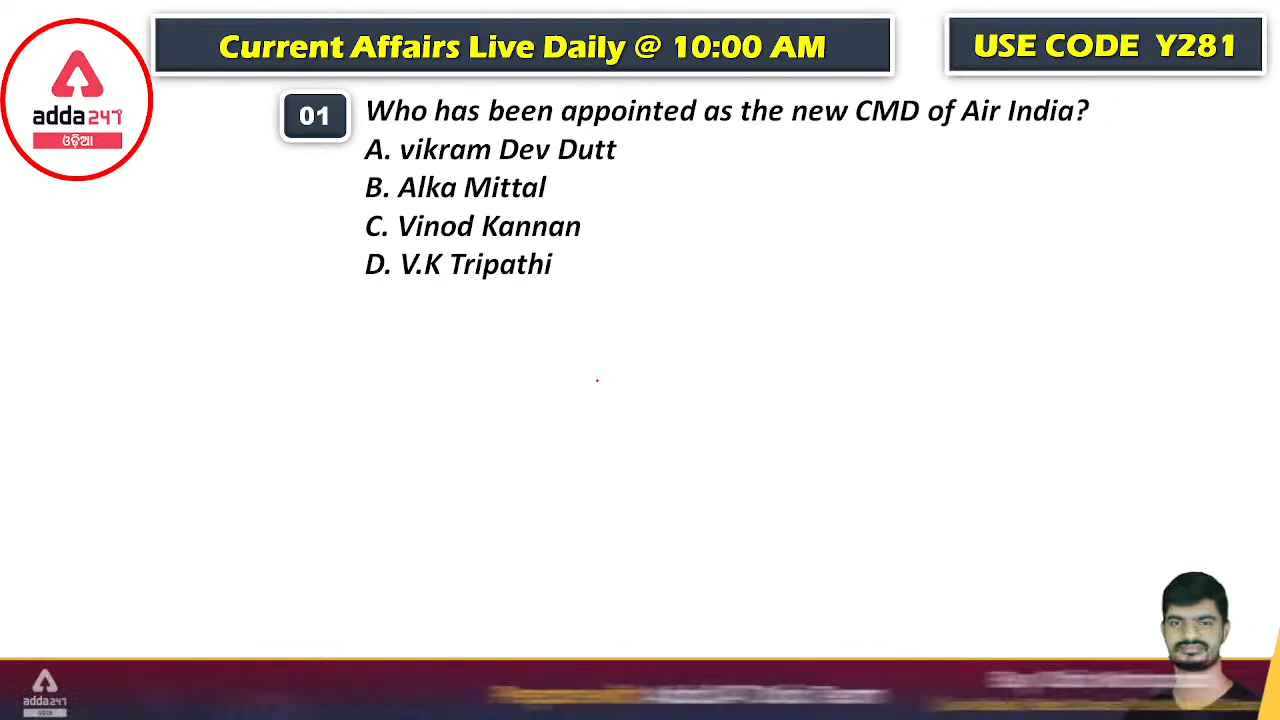 Current Affairs Live Daily @ 10:00 AM
USE CODE Y281
adda247
ଓଡ଼ିଆ
01
Who has been appointed as the new CMD of Air India?
A. vikram Dev Dutt
B. Alka Mittal
C. Vinod Kannan
D. V.K Tripathi
adda247
ଓଡ଼ିଆ